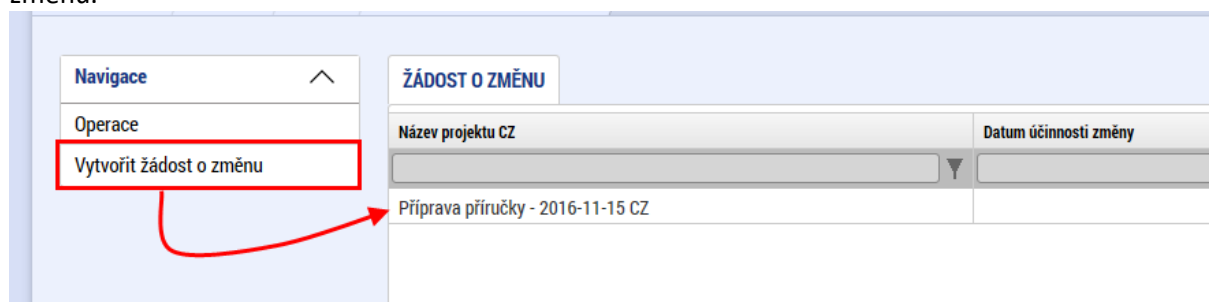 změnu.
Navigace
Operace
Vytvořit žádost o změnu
ŽÁDOST O ZMĚNU
Název projektu CZ
Datum účinnosti změny
Příprava příručky - 2016-11-15 CZ